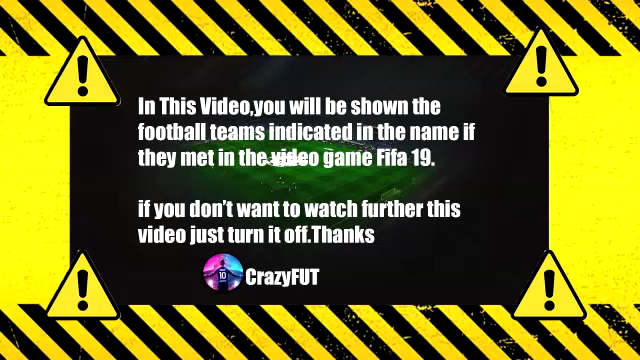 In This Video,you will be shown the
football teams indicated in the name if
they met in the video game Fifa 19.
if you don't want to watch further this
video just turn it off.Thanks
10
CrazyFUT